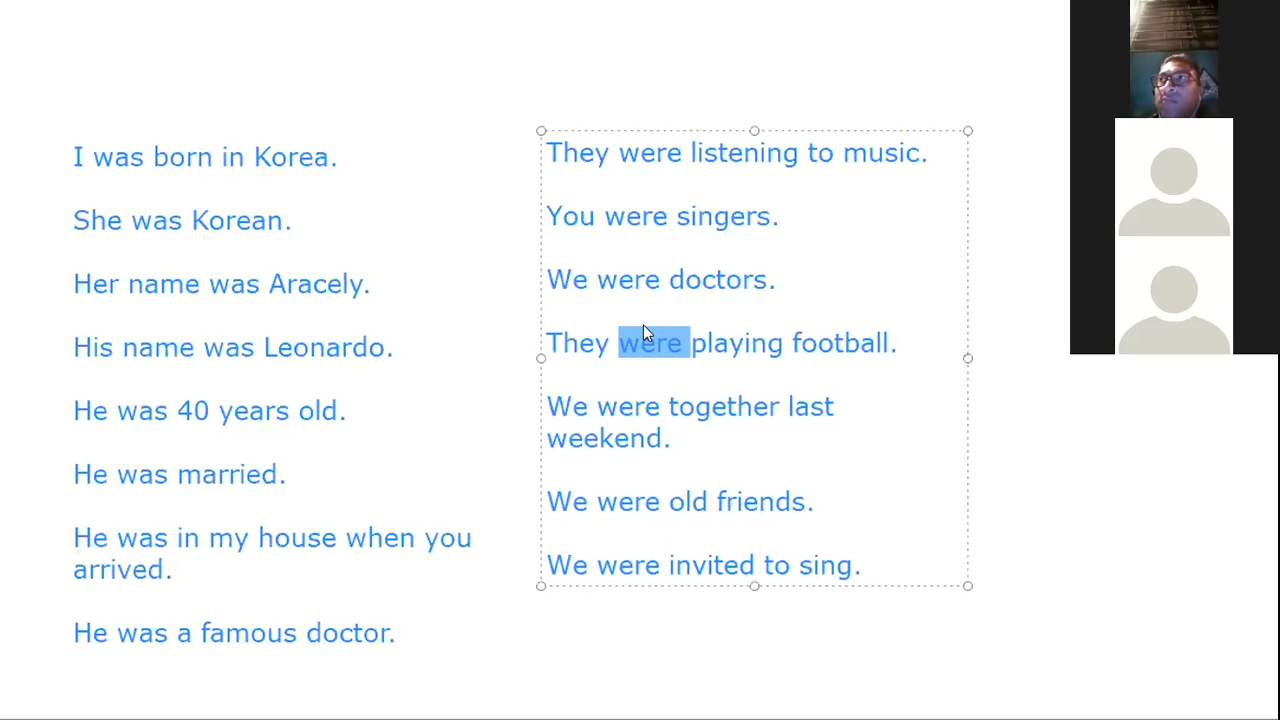 I was born in Korea.
She was Korean.
Her name was Aracely.
His name was Leonardo.
He was 40 years old.
He was married.
He was in my house when you
arrived.
He was a famous doctor.
They were listening to music.
You were singers.
We were doctors.
They were playing football.
We were together last
weekend.
We were old friends.
We were invited to sing.